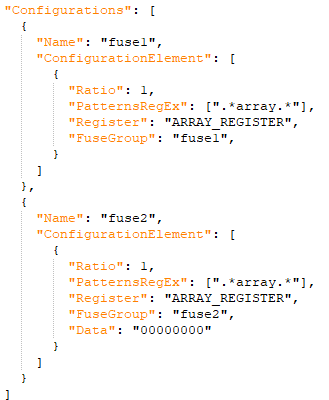 "Configurations": [
{
"Name": "fuse1",
"ConfigurationElement": [
{
"Ratio": 1,
"PatternsRegEx": [".*array.*"],
"Register": "ARRAY_REGISTER",
"FuseGroup": "fuse1",
}
]
},
{
"Name": "fuse2",
"ConfigurationElement": [
{
"Ratio": 1,
"PatternsRegEx": [".*array.*"],
"Register": "ARRAY_REGISTER",
"FuseGroup": "fuse2",
"Data": "00000000"
}
]
}
]